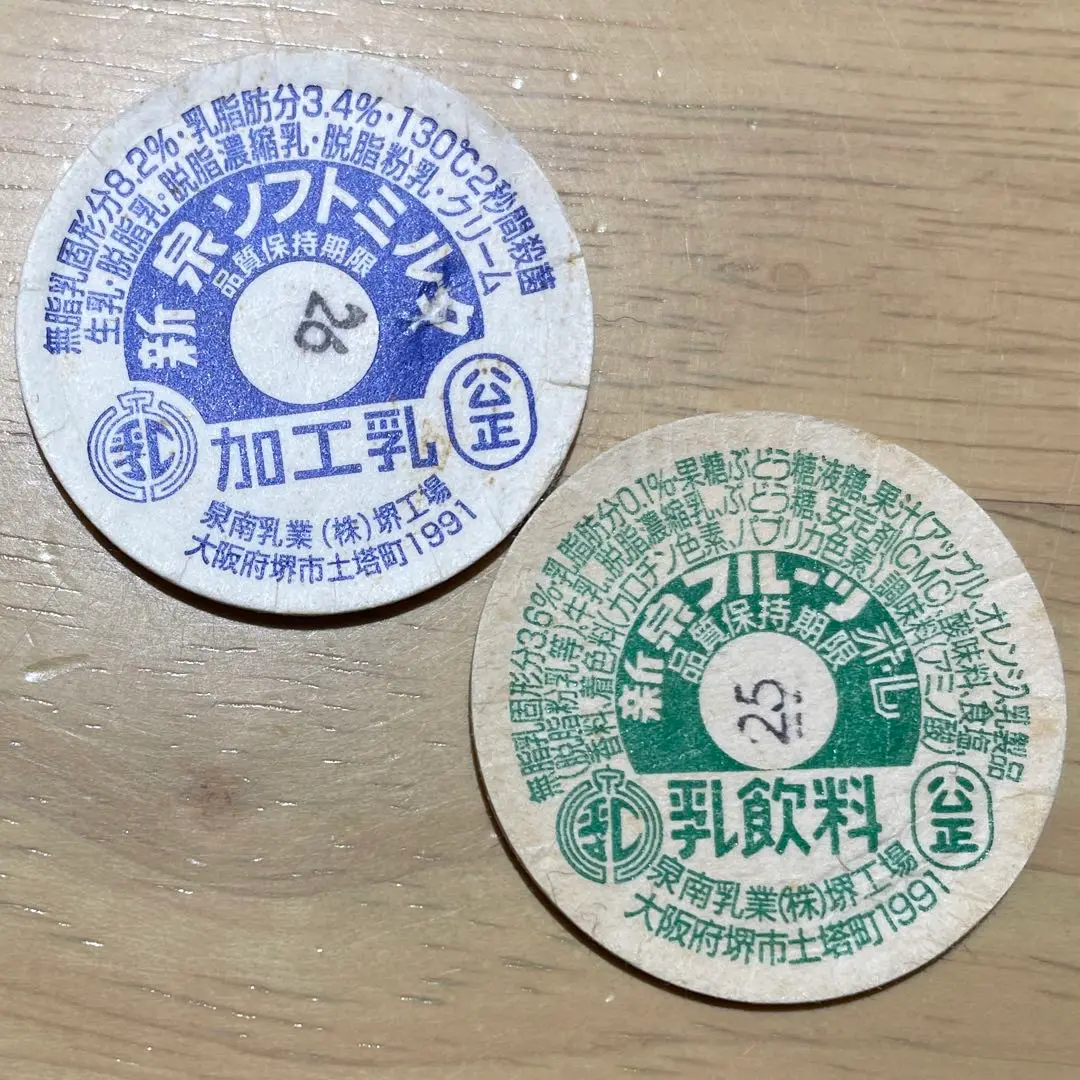 無脂乳固形分8.2%・乳脂肪分3.4%・130℃2秒間殺菌
生乳・脱脂乳・脱脂濃縮乳・脱脂粉乳・クリーム
新泉ソフトミルク
品質保持期限
26
乳
加工乳
公正
泉南乳業(株)堺工場
大阪府堺市土塔町1991
無脂乳固形分3.6%乳脂肪分0.1%・果糖ぶどう糖液糖・果汁(アップル、オレンジ)、乳製品
(脱脂粉乳等)、生乳、脱脂濃縮乳、ぶどう糖、安定剤(CMC)、酸味料、食塩、
香料、着色料(カロチン色素、パプリカ色素)、調味料(アミノ酸)
新泉フルーツ
品質保持期限
25
乳
乳飲料
公正
泉南乳業(株)堺工場
大阪府堺市土塔町1991